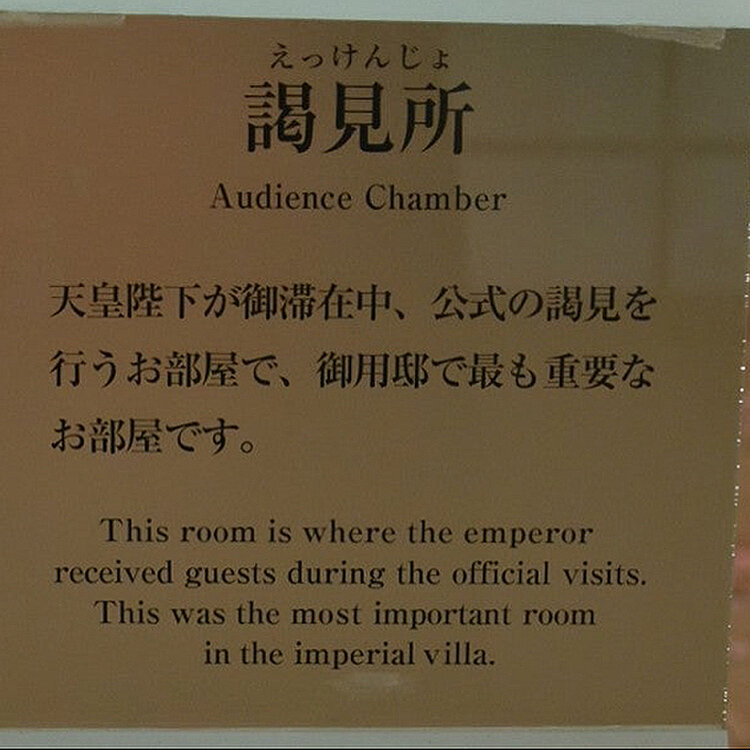 えっけんじょ
謁見所
Audience Chamber
天皇陛下が御滞在中、公式の謁見を
行うお部屋で、御用邸で最も重要な
お部屋です。
This room is where the emperor
received guests during the official visits.
This was the most important room
in the imperial villa.